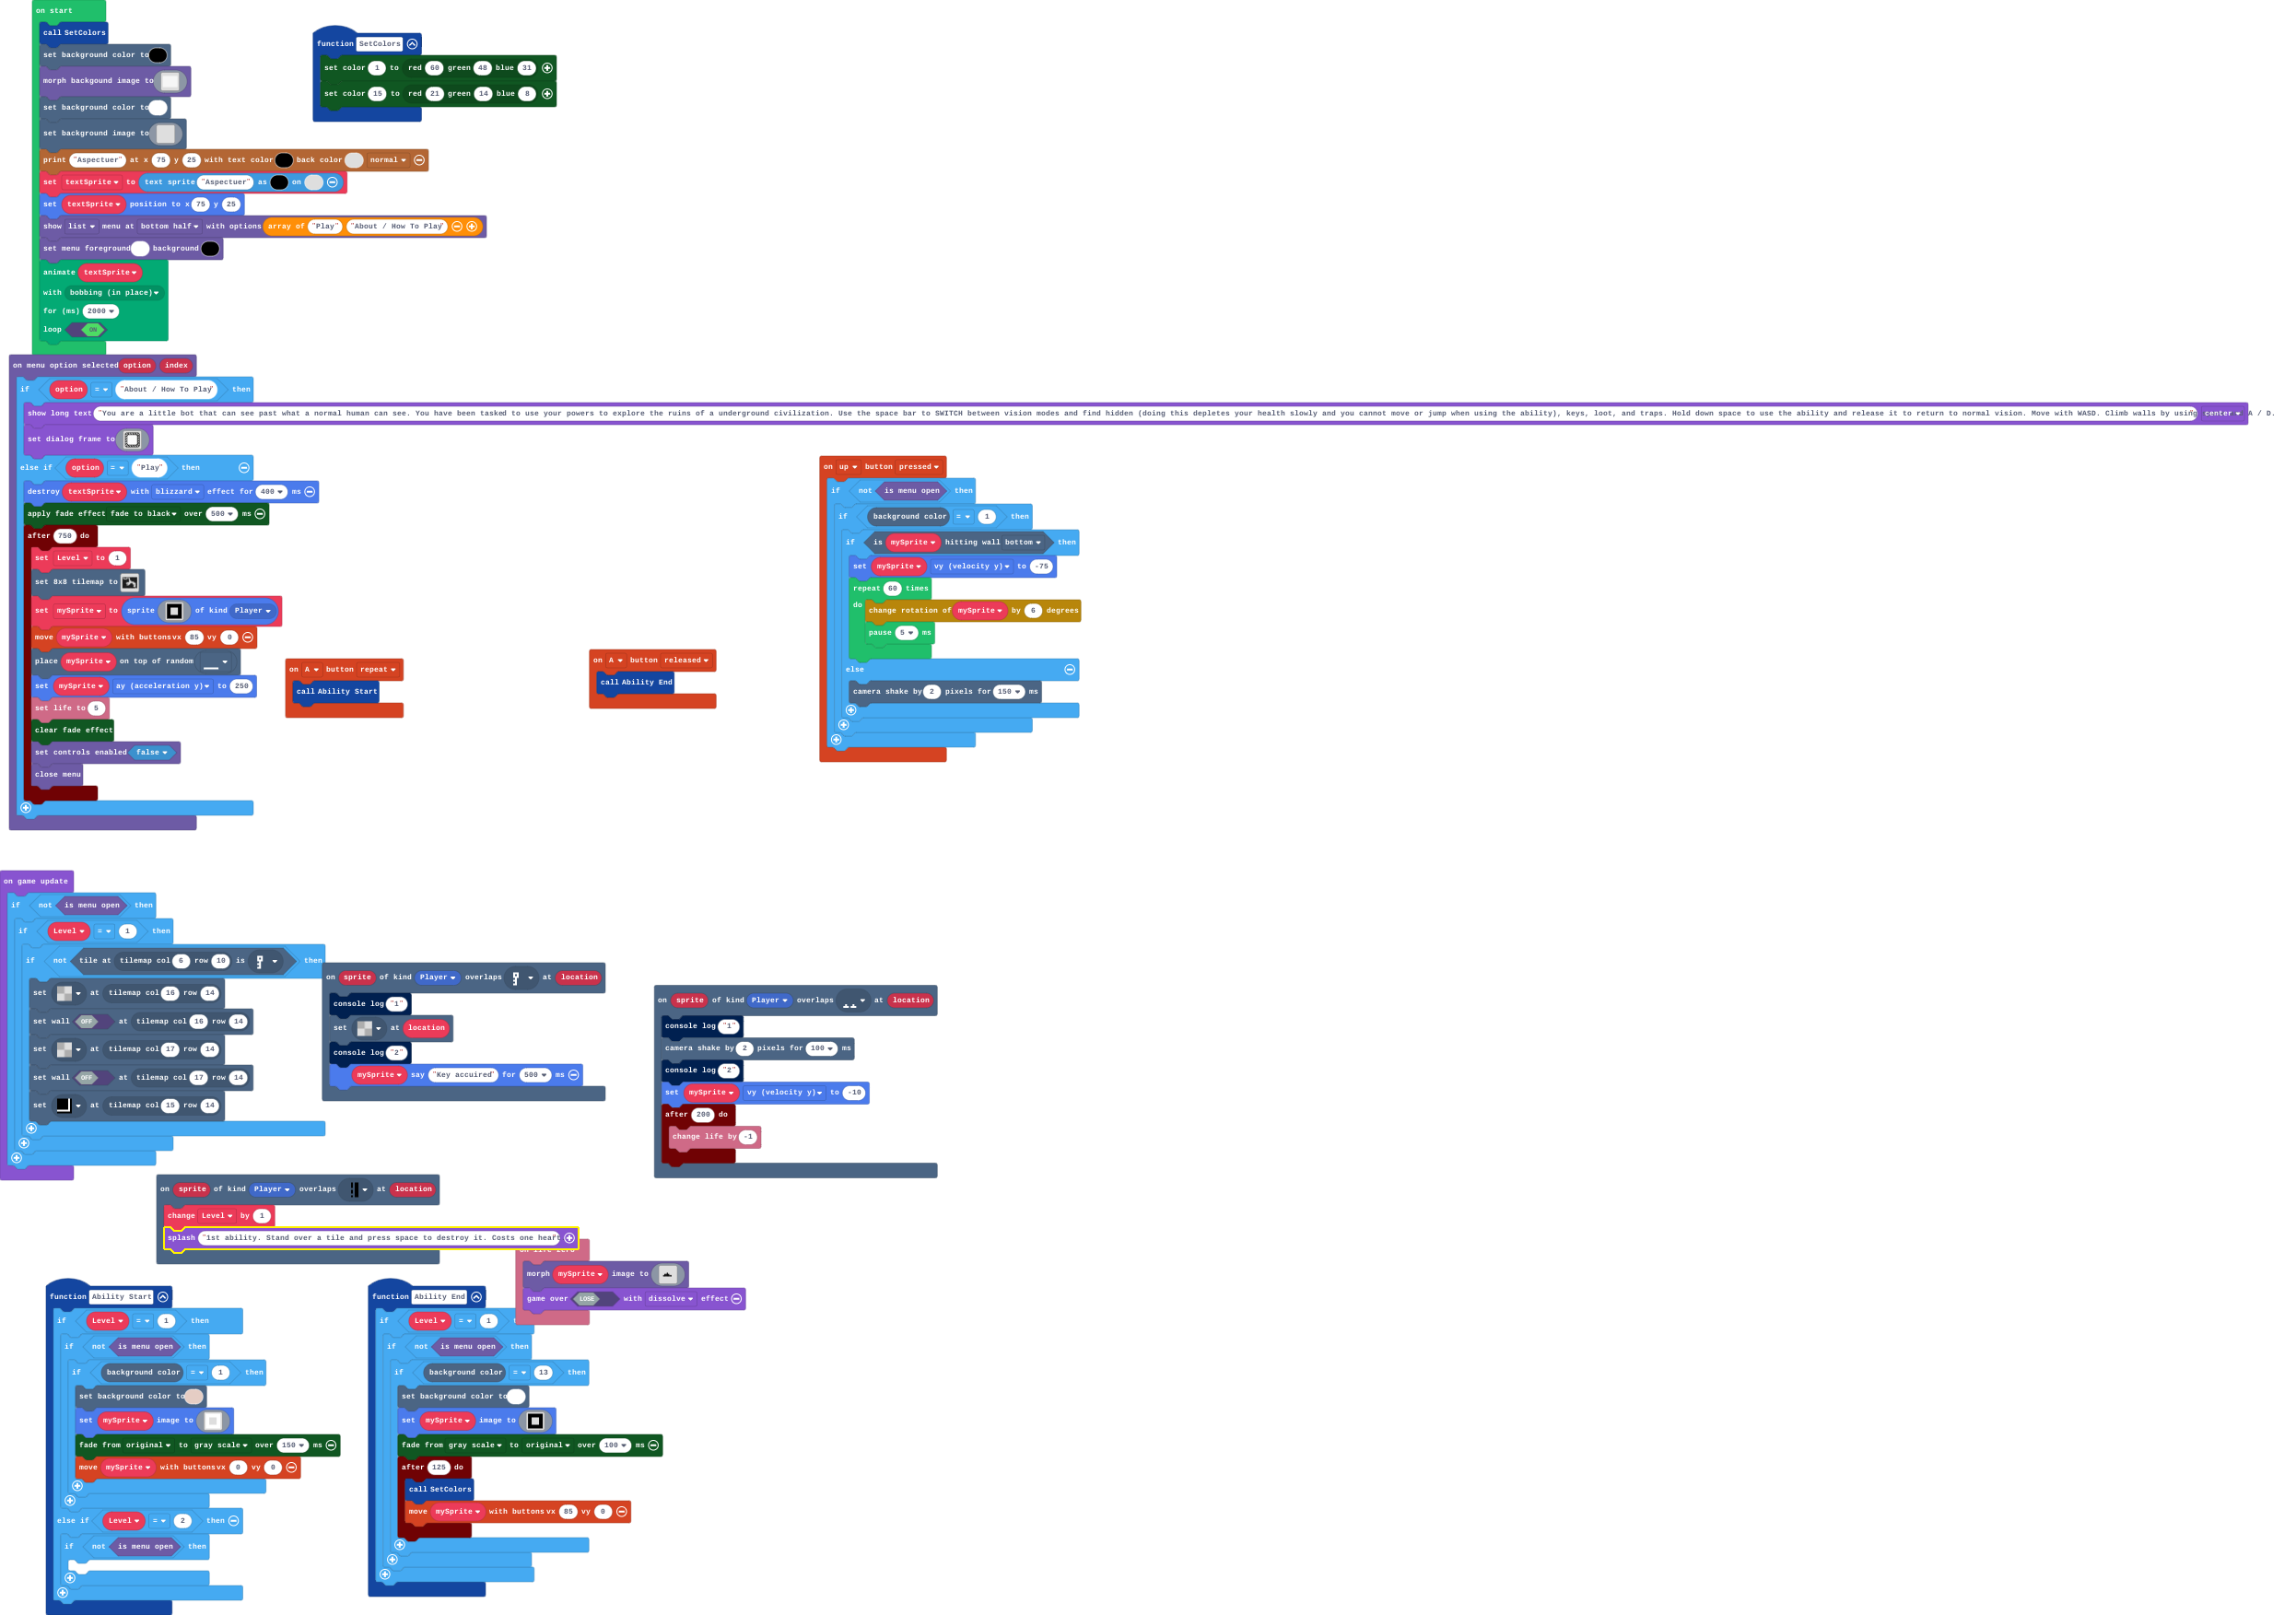 on start
call SetColors
set background color to
morph backgound image to
set background color to
set background image to
print "Aspectuer" at x 75 y 25 with text color back color normal
set textSprite to text sprite "Aspectuer" as on
set textSprite position to x 75 y 25
show list menu at bottom half with options array of "Play" "About / How To Play"
set menu foreground background
animate textSprite
with bobbing (in place)
for (ms) 2000
loop ON
function SetColors
set color 1 to red 60 green 48 blue 31
set color 15 to red 21 green 14 blue 8
on menu option selected option index
if option = "About / How To Play" then
show long text "You are a little bot that can see past what a normal human can see. You have been tasked to use your powers to explore the ruins of a underground civilization. Use the space bar to SWITCH between vision modes and find hidden (doing this depletes your health slowly and you cannot move or jump when using the ability), keys, loot, and traps. Hold down space to use the ability and release it to return to normal vision. Move with WASD. Climb walls by using center A / D.
set dialog frame to
else if option = "Play" then
destroy textSprite with blizzard effect for 400 ms
apply fade effect fade to black over 500 ms
after 750 do
set Level to 1
set 8x8 tilemap to
set mySprite to sprite of kind Player
move mySprite with buttons vx 85 vy 0
place mySprite on top of random
set mySprite ay (acceleration y) to 250
set life to 5
clear fade effect
set controls enabled false
close menu
on A button repeat
call Ability Start
on A button released
call Ability End
on up button pressed
if not is menu open then
if background color = 1 then
if is mySprite hitting wall bottom then
set mySprite vy (velocity y) to -75
repeat 60 times
do change rotation of mySprite by 6 degrees
pause 5 ms
else
camera shake by 2 pixels for 150 ms
on game update
if not is menu open then
if Level = 1 then
if not tile at tilemap col 6 row 10 is then
set at tilemap col 16 row 14
set wall OFF at tilemap col 16 row 14
set at tilemap col 17 row 14
set wall OFF at tilemap col 17 row 14
set at tilemap col 15 row 14
on sprite of kind Player overlaps at location
console log "1"
set at location
console log "2"
mySprite say "Key accuired" for 500 ms
on sprite of kind Player overlaps at location
console log "1"
camera shake by 2 pixels for 100 ms
console log "2"
set mySprite vy (velocity y) to -10
after 200 do
change life by -1
on sprite of kind Player overlaps at location
change Level by 1
splash "1st ability. Stand over a tile and press space to destroy it. Costs one heart
on life zero
morph mySprite image to
game over LOSE with dissolve effect
function Ability Start
if Level = 1 then
if not is menu open then
if background color = 1 then
set background color to
set mySprite image to
fade from original to gray scale over 150 ms
move mySprite with buttons vx 0 vy 0
else if Level = 2 then
if not is menu open then
function Ability End
if Level = 1 t
if not is menu open then
if background color = 13 then
set background color to
set mySprite image to
fade from gray scale to original over 100 ms
after 125 do
call SetColors
move mySprite with buttons vx 85 vy 0